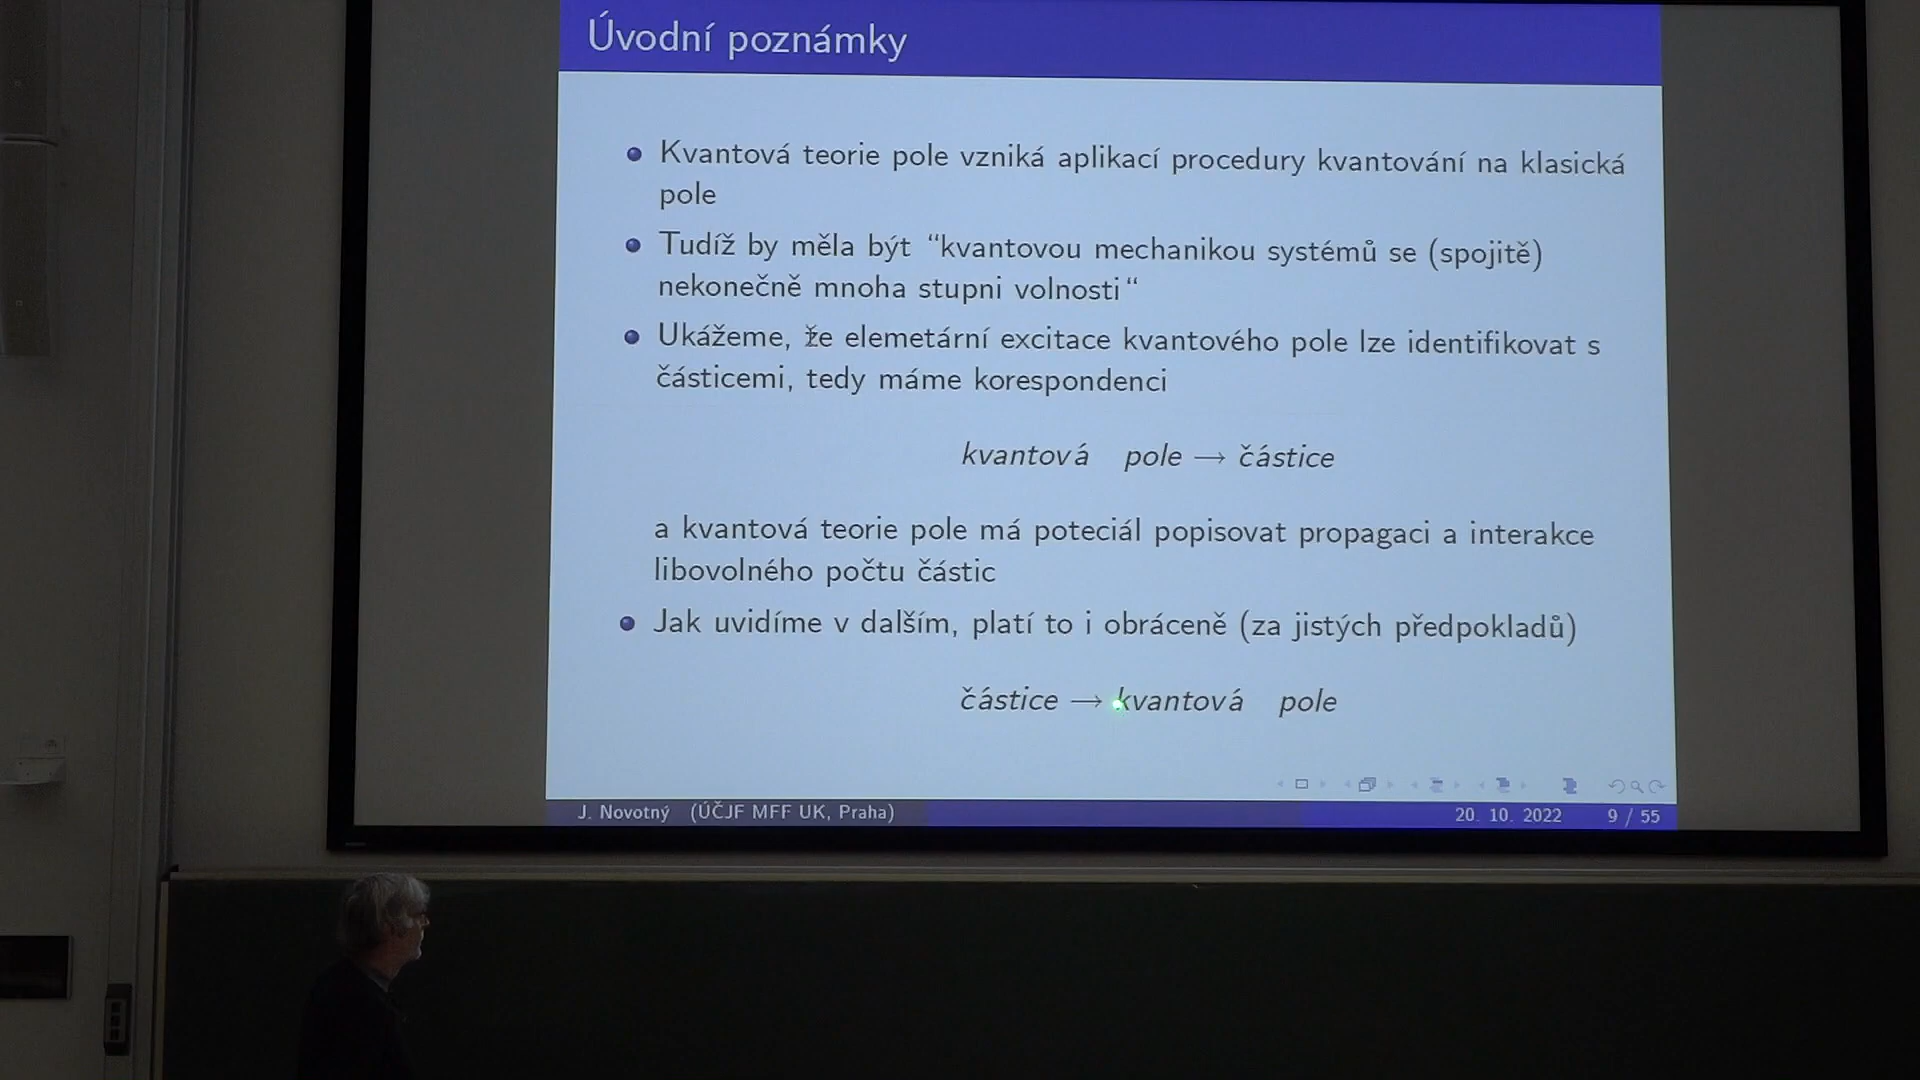 Úvodní poznámky
Kvantová teorie pole vzniká aplikací procedury kvantování na klasická
pole
Tudíž by měla být “kvantovou mechanikou systémů se (spojitě)
nekonečně mnoha stupni volnosti“
Ukážeme, že elemetární excitace kvantového pole lze identifikovat s
částicemi, tedy máme korespondenci
kvantová pole → částice
a kvantová teorie pole má poteciál popisovat propagaci a interakce
libovolného počtu částic
Jak uvidíme v dalším, platí to i obráceně (za jistých předpokladů)
částice → kvantová pole
J. Novotný (ÚČJF MFF UK, Praha) 20. 10. 2022 9 / 55